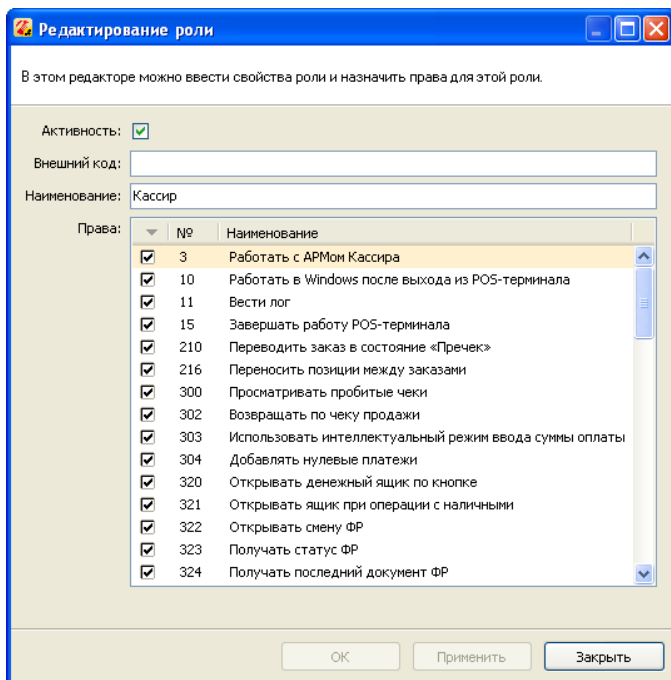 Редактирование роли
В этом редакторе можно ввести свойства роли и назначить права для этой роли.
Активность:
Внешний код:
Наименование: Кассир
Права:
№ Наименование
3 Работать с АРМом Кассира
10 Работать в Windows после выхода из POS-терминала
11 Вести лог
15 Завершать работу POS-терминала
210 Переводить заказ в состояние «Пречек»
216 Переносить позиции между заказами
300 Просматривать пробитые чеки
302 Возвращать по чеку продажи
303 Использовать интеллектуальный режим ввода суммы оплаты
304 Добавлять нулевые платежи
320 Открывать денежный ящик по кнопке
321 Открывать ящик при операции с наличными
322 Открывать смену ФР
323 Получать статус ФР
324 Получать последний документ ФР
ОК Применить Закрыть